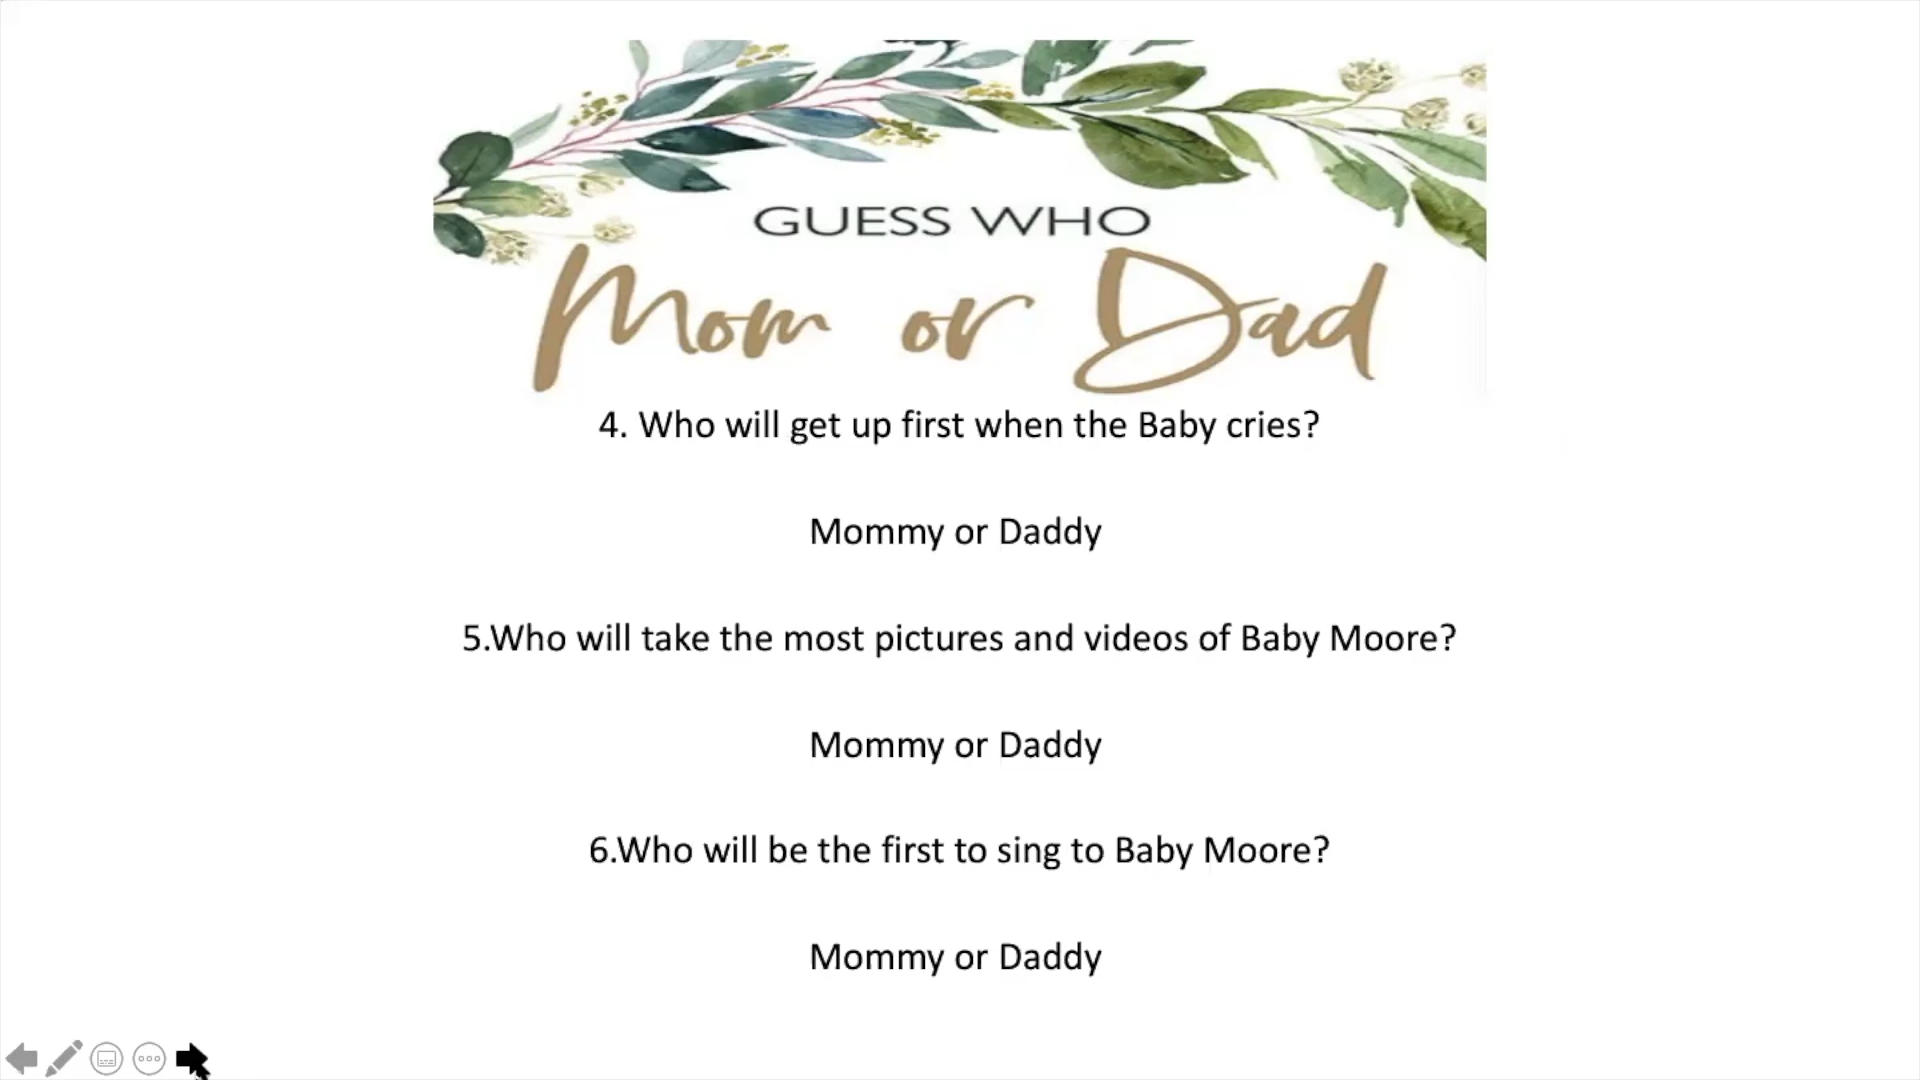 GUESS WHO
Mom or Dad
4. Who will get up first when the Baby cries?
Mommy or Daddy
5.Who will take the most pictures and videos of Baby Moore?
Mommy or Daddy
6.Who will be the first to sing to Baby Moore?
Mommy or Daddy